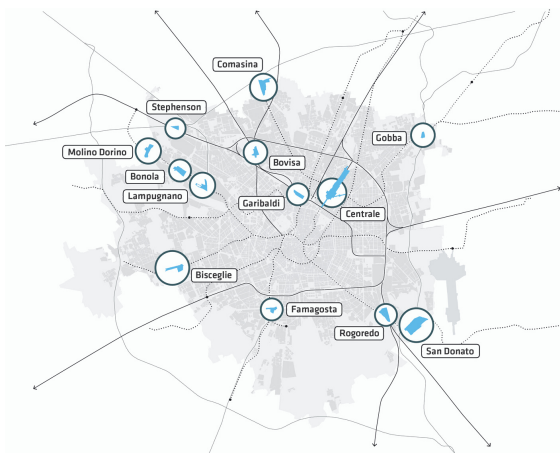 Comasina
Stephenson
Gobba
Molino Dorino
Bovisa
Bonola
Lampugnano
Garibaldi
Centrale
Bisceglie
Famagosta
Rogoredo
San Donato